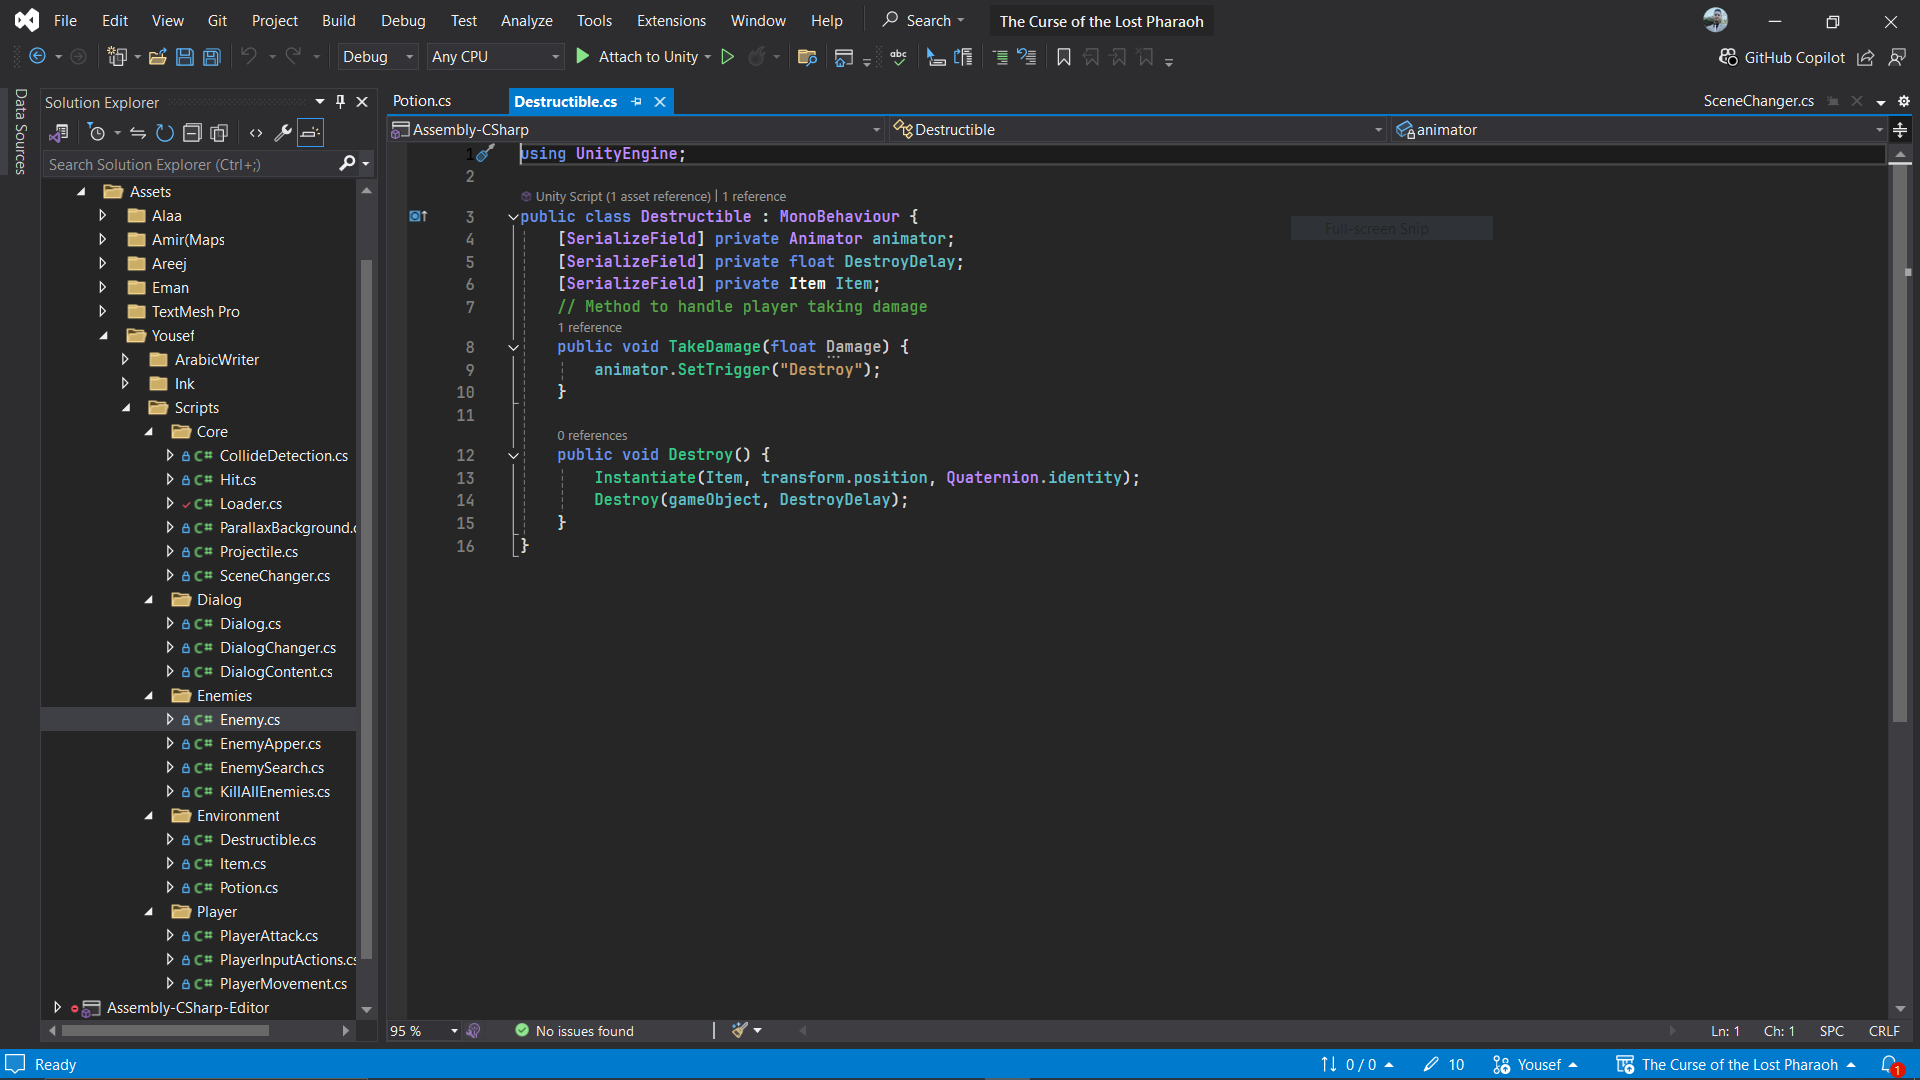 File Edit View Git Project Build Debug Test Analyze Tools Extensions Window Help Search The Curse of the Lost Pharaoh
Debug Any CPU Attach to Unity abc GitHub Copilot
Data Sources
Solution Explorer
Search Solution Explorer (Ctrl+;)
Assets
Alaa
Amir(Maps
Areej
Eman
TextMesh Pro
Yousef
ArabicWriter
Ink
Scripts
Core
C# CollideDetection.cs
C# Hit.cs
C# Loader.cs
C# ParallaxBackground.c
C# Projectile.cs
C# SceneChanger.cs
Dialog
C# Dialog.cs
C# DialogChanger.cs
C# DialogContent.cs
Enemies
C# Enemy.cs
C# EnemyApper.cs
C# EnemySearch.cs
C# KillAllEnemies.cs
Environment
C# Destructible.cs
C# Item.cs
C# Potion.cs
Player
C# PlayerAttack.cs
C# PlayerInputActions.cs
C# PlayerMovement.cs
Assembly-CSharp-Editor
Potion.cs Destructible.cs SceneChanger.cs
Assembly-CSharp Destructible animator
1 using UnityEngine;
2
Unity Script (1 asset reference) | 1 reference
3 public class Destructible : MonoBehaviour {
4 [SerializeField] private Animator animator;
5 [SerializeField] private float DestroyDelay;
6 [SerializeField] private Item Item;
7 // Method to handle player taking damage
1 reference
8 public void TakeDamage(float Damage) {
9 animator.SetTrigger("Destroy");
10 }
11
0 references
12 public void Destroy() {
13 Instantiate(Item, transform.position, Quaternion.identity);
14 Destroy(gameObject, DestroyDelay);
15 }
16 }
Full-screen Snip
95 % No issues found Ln: 1 Ch: 1 SPC CRLF
Ready 0 / 0 10 Yousef The Curse of the Lost Pharaoh 1